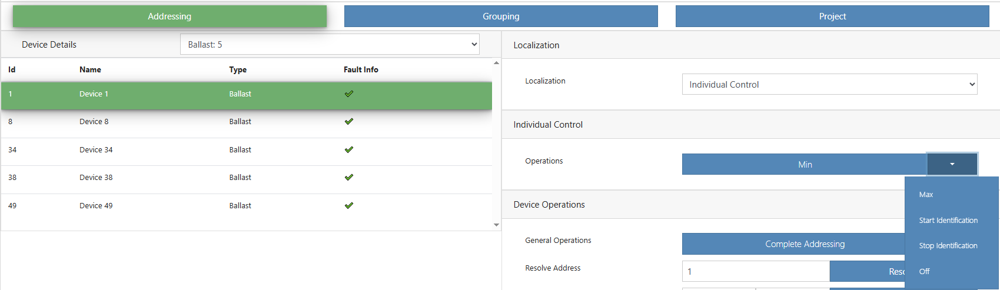 Addressing Grouping Project
Device Details Ballast: 5
Id Name Type Fault Info
1 Device 1 Ballast
8 Device 8 Ballast
34 Device 34 Ballast
38 Device 38 Ballast
49 Device 49 Ballast
Localization
Localization Individual Control
Individual Control
Operations Min
Max
Start Identification
Stop Identification
Off
Device Operations
General Operations Complete Addressing
Resolve Address 1